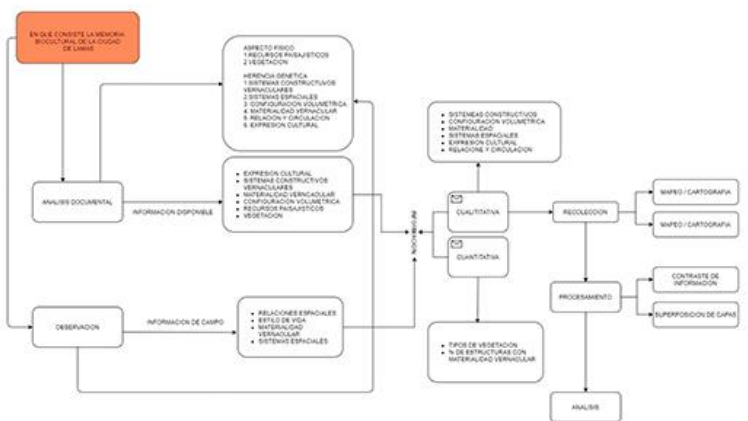 EN QUE CONSISTE LA MEMORIA
BIOCULTURAL DE LA CIUDAD
DE LAMAS
ASPECTO FÍSICO
1.RECURSOS PAISAJISTICOS
2.VEGETACION
HERENCIA GENETICA
1.SISTEMAS CONSTRUCTUVOS
VERNACULARES
2.SISTEMAS ESPACIALES
3. CONFIGURACION VOLUMETRICA
4. MATERIALIDAD VERNACULAR
5. RELACION Y CIRCULACION
6. EXPRESION CULTURAL
ANALISIS DOCUMENTAL
INFORMACION DISPONIBLE
• EXPRESION CULTURAL
• SISTEMAS CONSTRUCTIVOS
VERNACULARES
• MATERIALIDAD VERNCAOULAR
• CONFIGURACION VOLUMETRICA
• RECURSOS PAISAJISTICOS
• VEGETACION
OBSERVACION
INFORMACION DE CAMPO
• RELACIONES ESPACIALES
• ESTILO DE VIDA
• MATERIALIDAD
VERNACULAR
• SISTEMAS ESPACIALES
INFORMACION
• SISTEMEAS CONSTRUCTIVOS
• CONFIGURACION VOLUMETRICA
• MATERIALIDAD
• SISTEMAS ESPACIALES
• EXPRESION CULTURAL
• RELACIONE Y CIRCULACION
CUALITITATIVA
CUANTITATIVA
• TIPOS DE VEGETACION
• % DE ESTRUCTURAS CON
MATERIALIDAD VERNACULAR
RECOLECCION
MAPEO / CARTOGRAFIA
MAPEO / CARTOGRAFIA
PROCESAMIENTO
CONTRASTE DE
INFORMACION
SUPERPOSICION DE CAPAS
ANALISIS